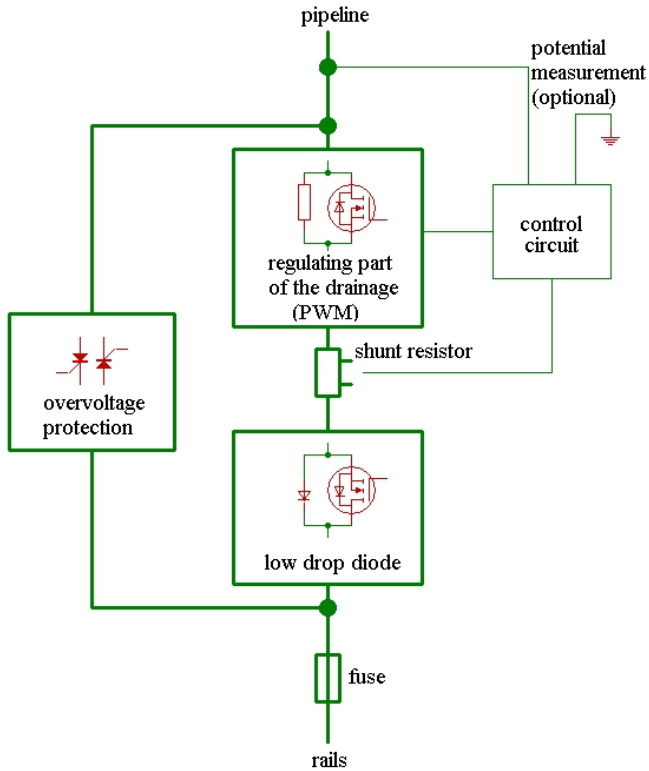 pipeline
potential
measurement
(optional)
control
circuit
regulating part
of the drainage
(PWM)
shunt resistor
overvoltage
protection
low drop diode
fuse
rails